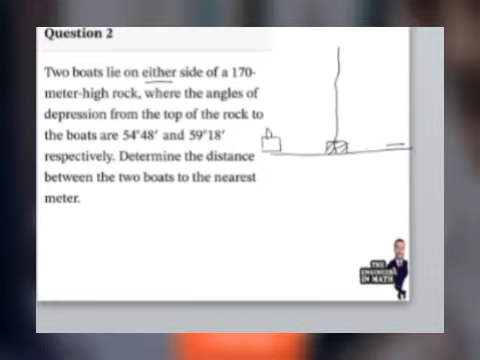 Question 2
Two boats lie on either side of a 170-
meter-high rock, where the angles of
depression from the top of the rock to
the boats are 54°48′ and 59°18′
respectively. Determine the distance
between the two boats to the nearest
meter.
THE
ENGINEER
IN MATH